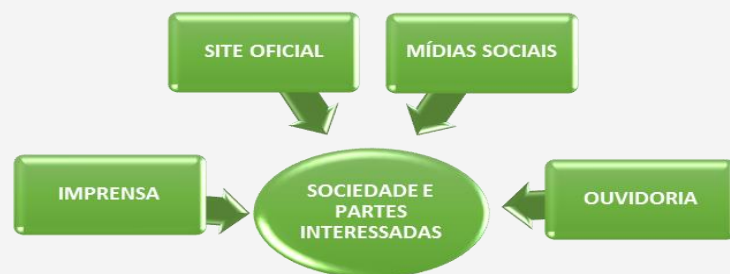 SITE OFICIAL
MÍDIAS SOCIAIS
IMPRENSA
SOCIEDADE E
PARTES
INTERESSADAS
OUVIDORIA